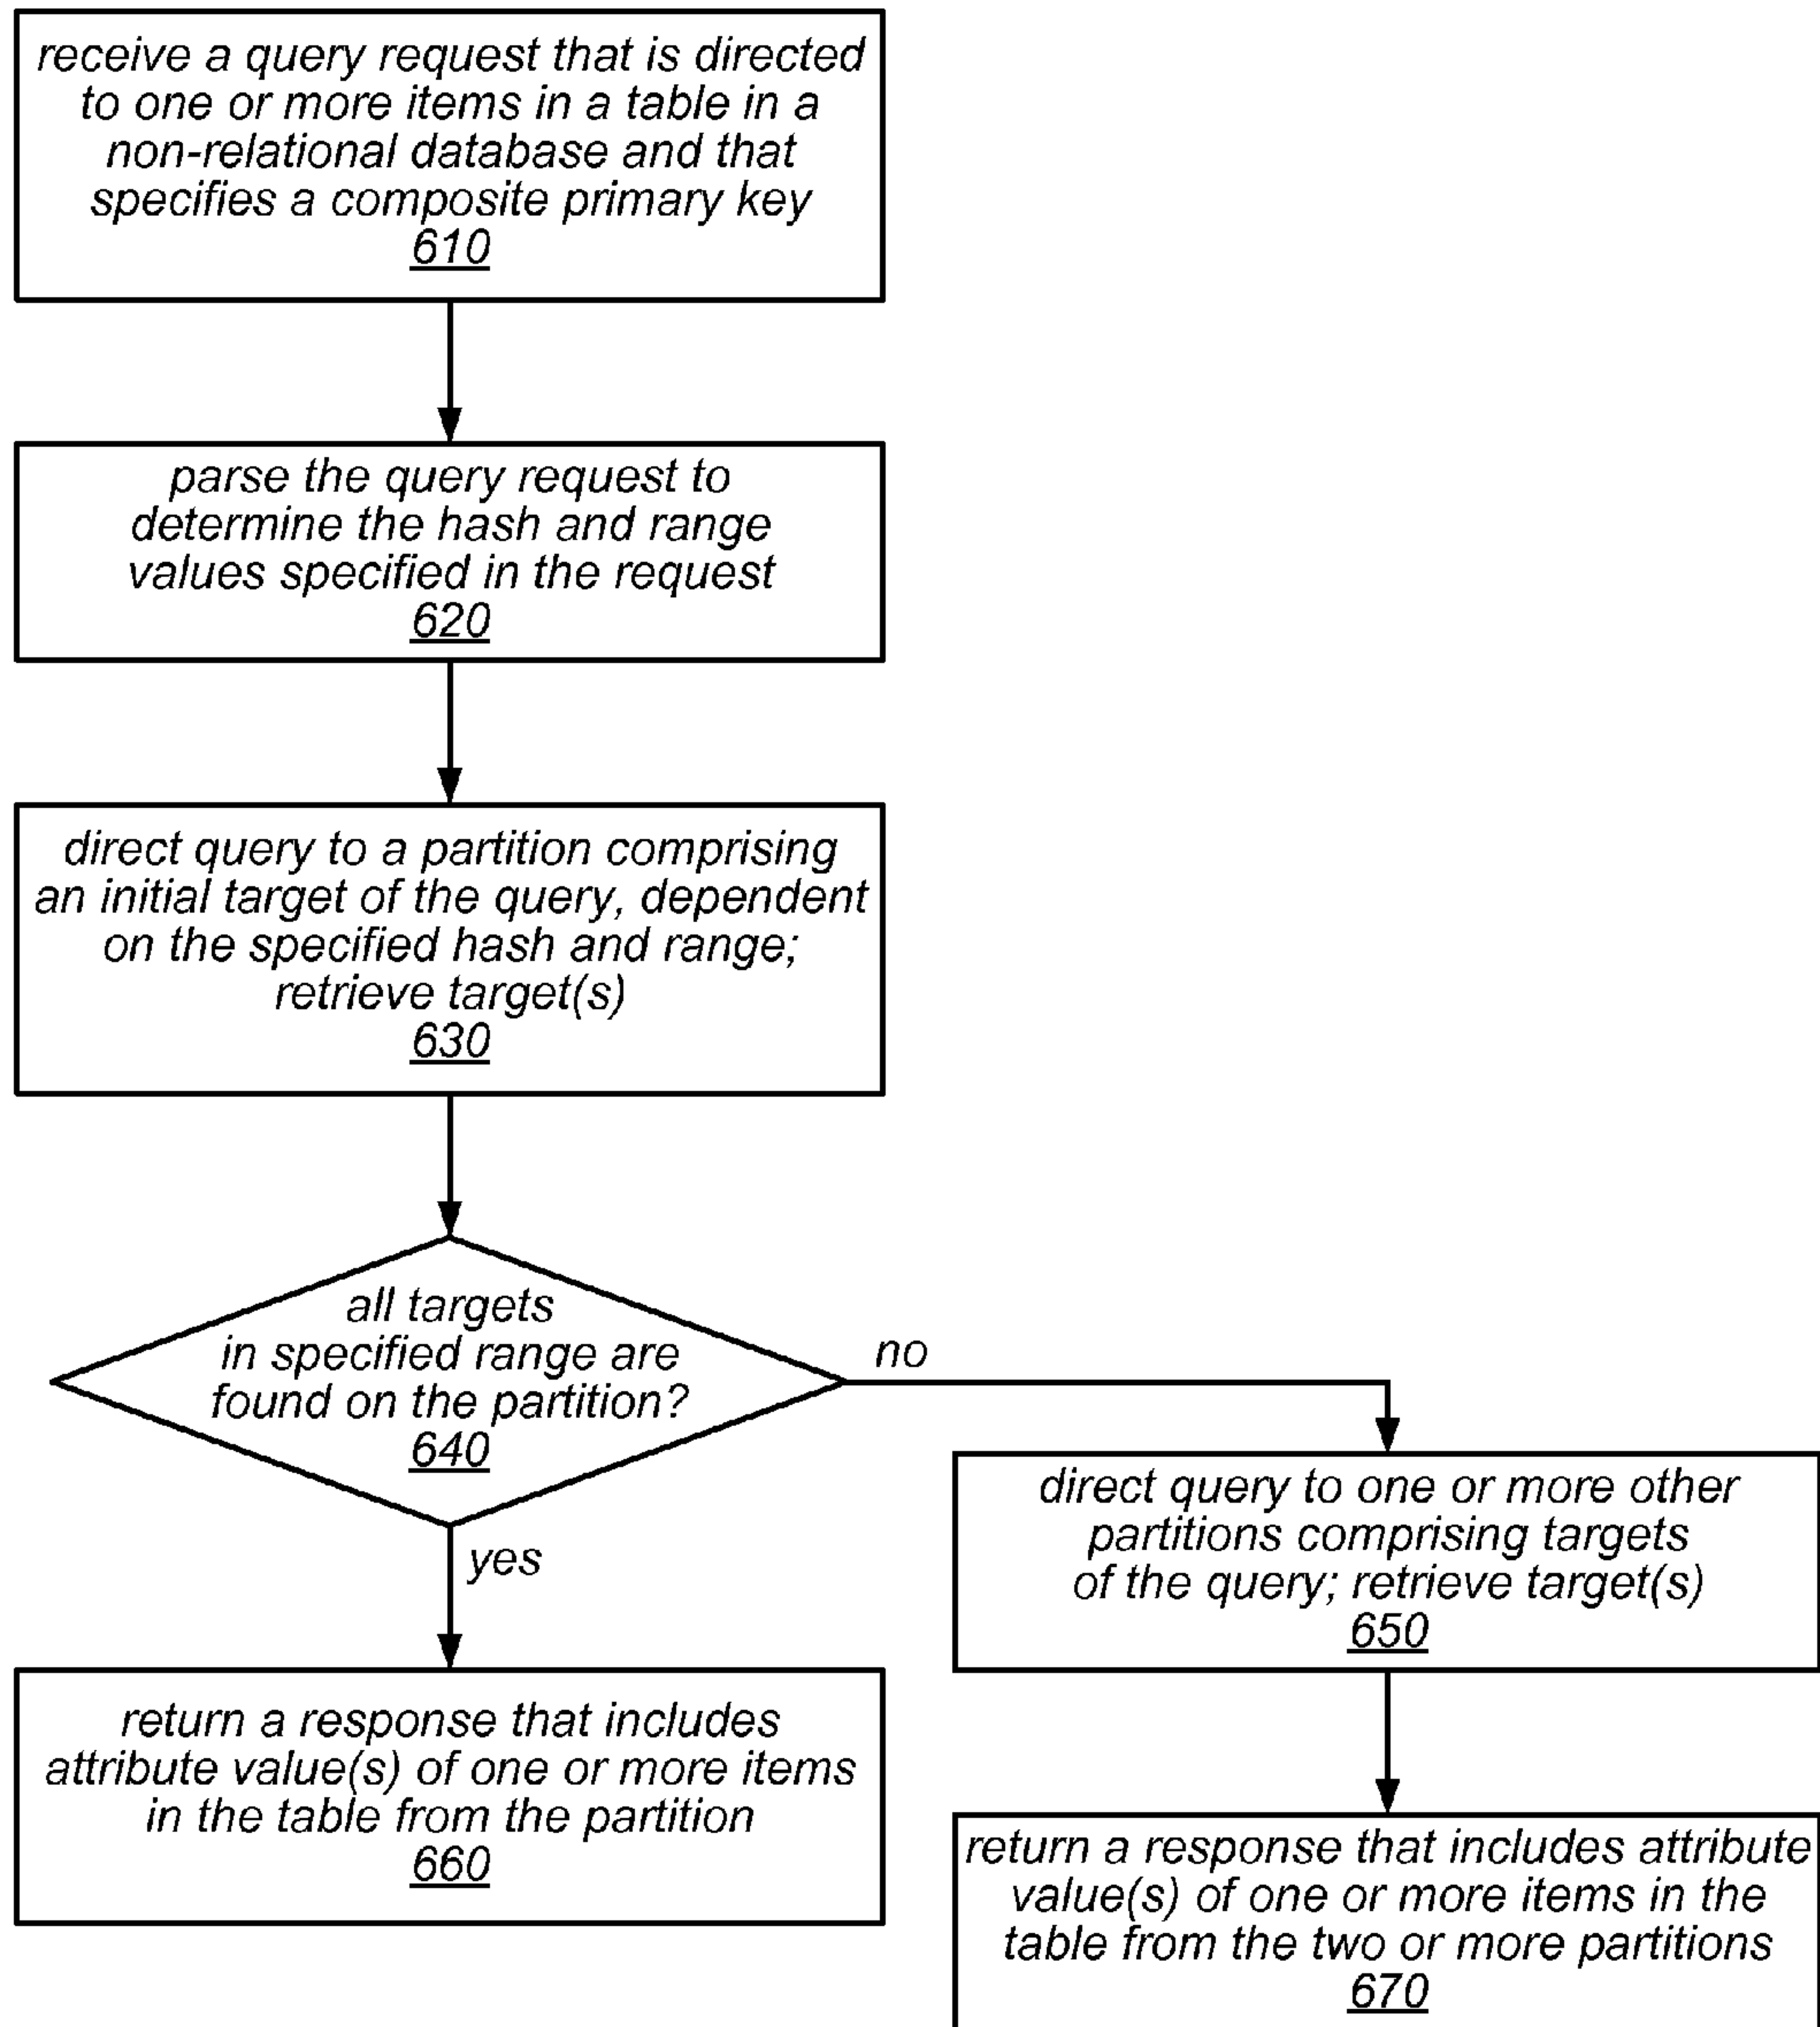 receive a query request that is directed
to one or more items in a table in a
non-relational database and that
specifies a composite primary key
610
parse the query request to
determine the hash and range
values specified in the request
620
direct query to a partition comprising
an initial target of the query, dependent
on the specified hash and range;
retrieve target(s)
630
all targets
in specified range are
found on the partition?
640
no
yes
direct query to one or more other
partitions comprising targets
of the query; retrieve target(s)
650
return a response that includes
attribute value(s) of one or more items
in the table from the partition
660
return a response that includes attribute
value(s) of one or more items in the
table from the two or more partitions
670